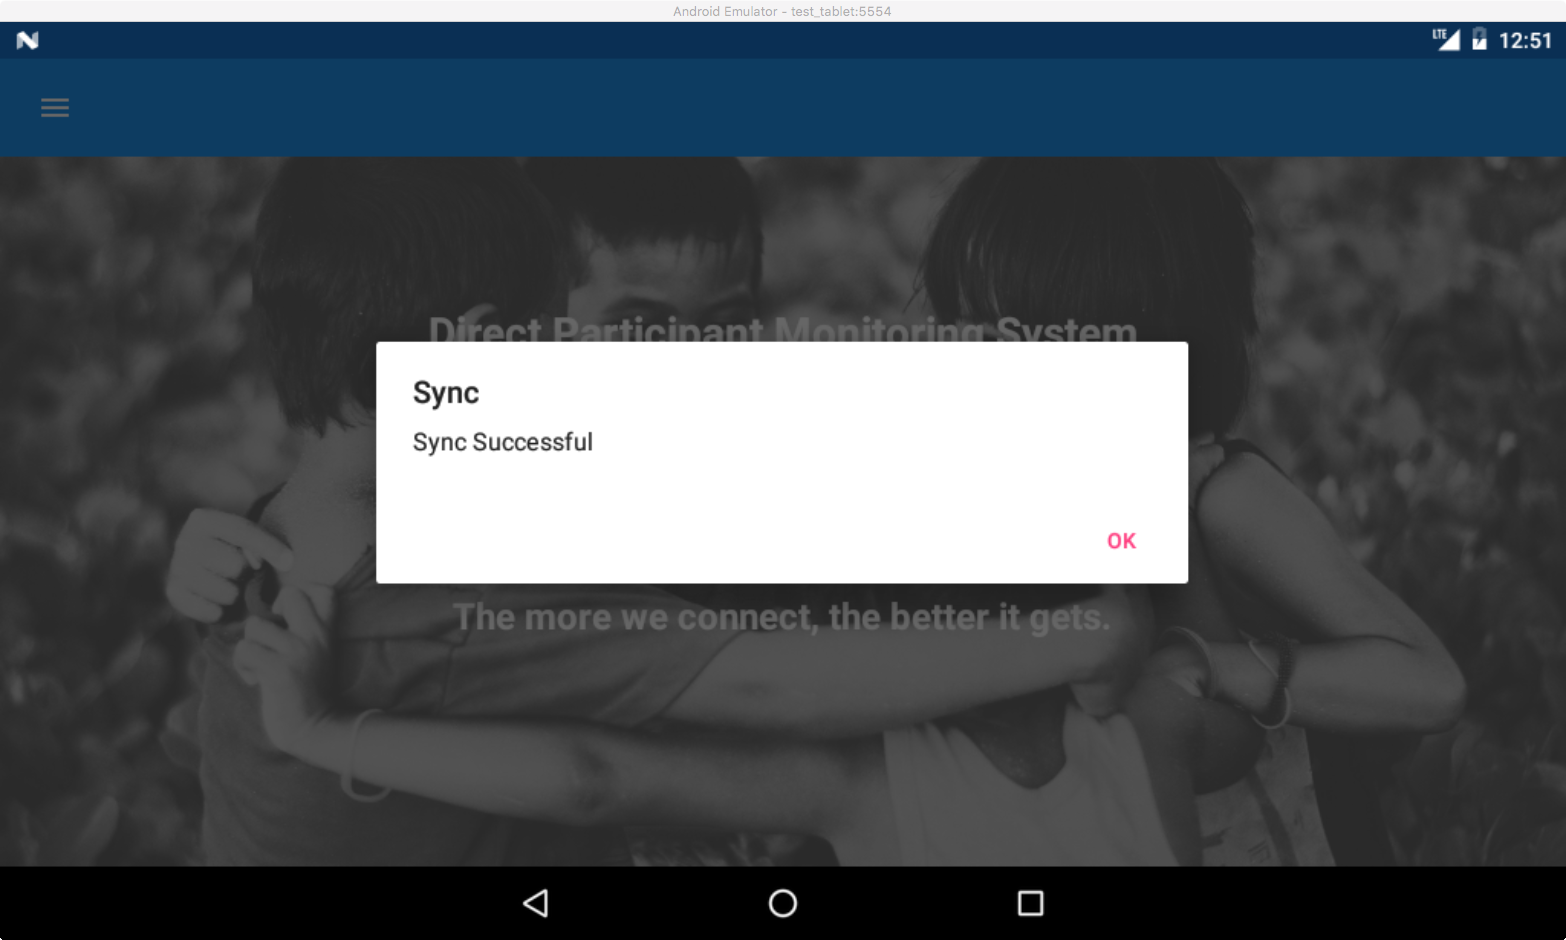 Android Emulator - test_tablet:5554
LTE
12:51
Direct Participant Monitoring System
Sync
Sync Successful
OK
The more we connect, the better it gets.